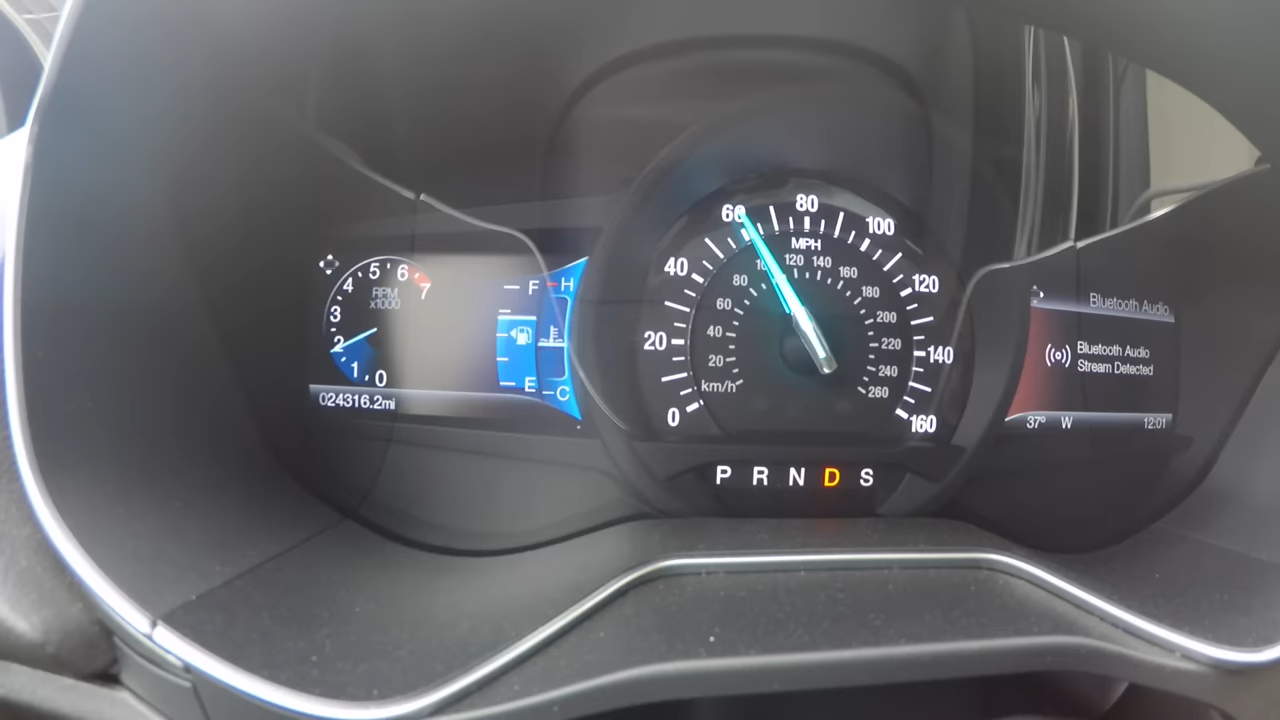 4 5 6
7
3
2
1 0
RPM
x1000
024316.2mi
F H
E C
0 20 40 60 80 100 120 140 160
MPH
km/h
20 40 60 80 120 140 160 180 200 220 240 260
P R N D S
Bluetooth Audio
Bluetooth Audio
Stream Detected
37° W 12:01